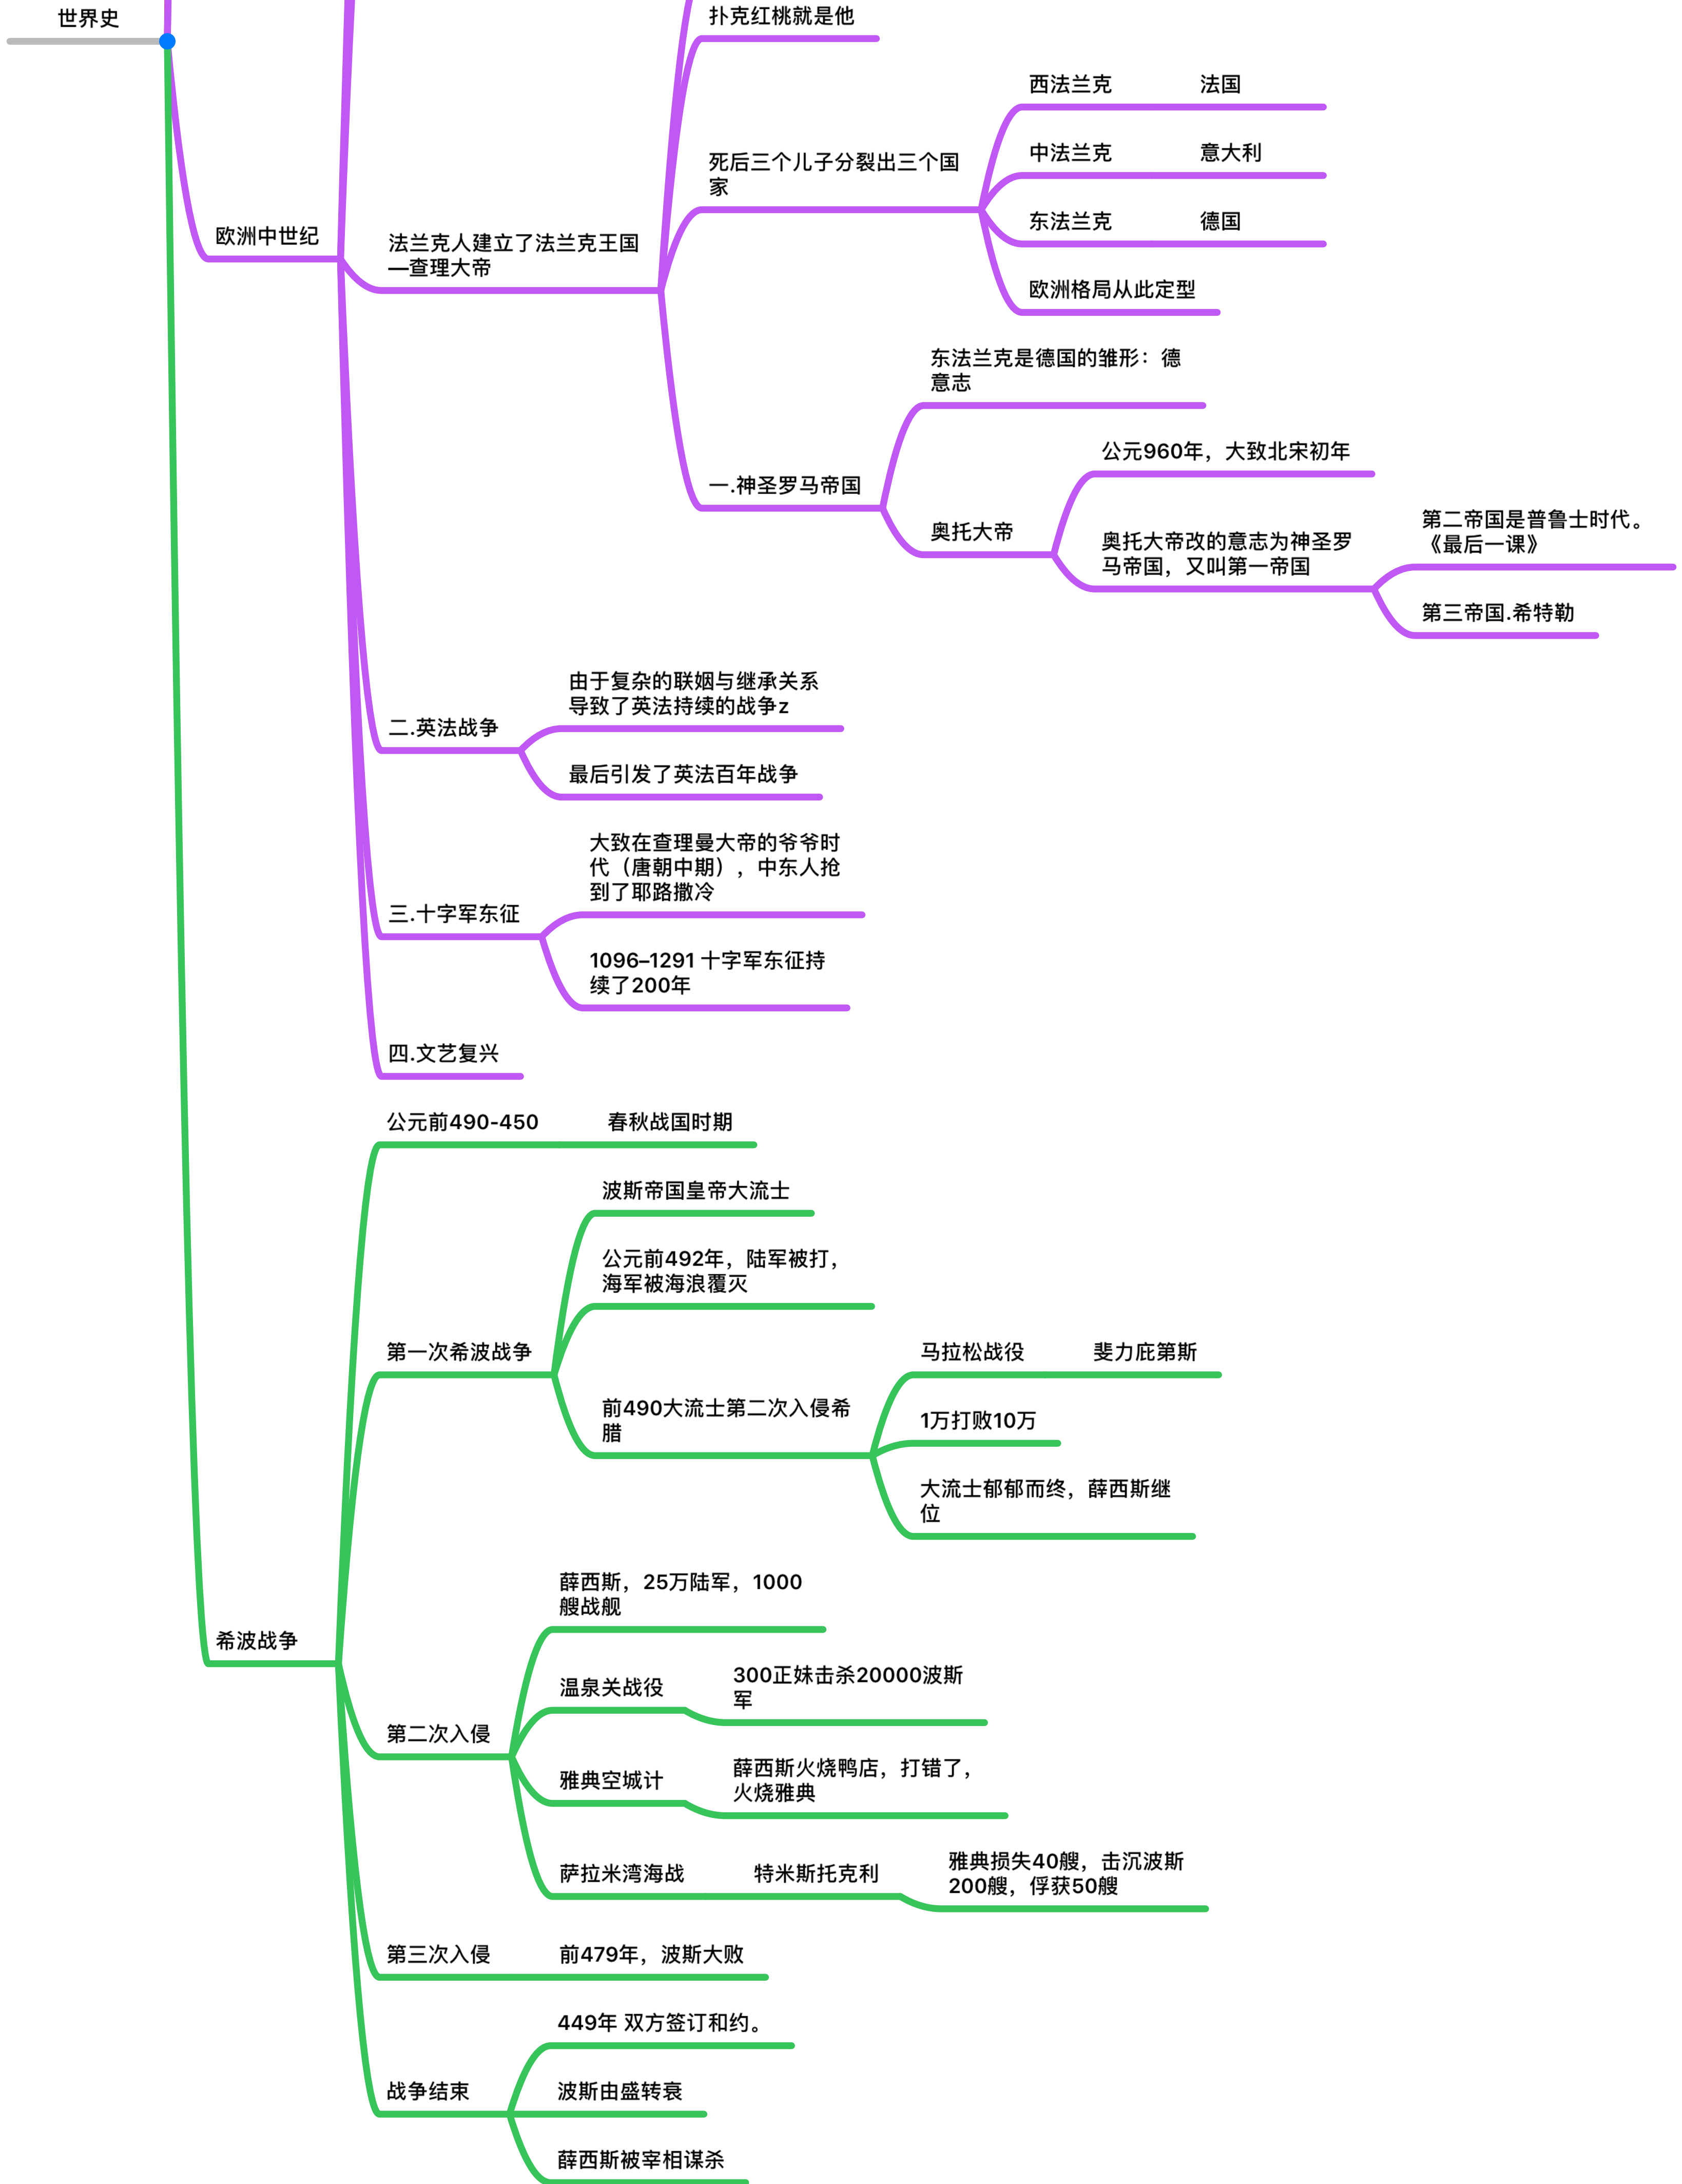 世界史
扑克红桃就是他
西法兰克 法国
中法兰克 意大利
死后三个儿子分裂出三个国
家
东法兰克 德国
欧洲中世纪
法兰克人建立了法兰克王国
—查理大帝
欧洲格局从此定型
东法兰克是德国的雏形：德
意志
公元960年，大致北宋初年
一.神圣罗马帝国
奥托大帝
奥托大帝改的意志为神圣罗
马帝国，又叫第一帝国
第二帝国是普鲁士时代。
《最后一课》
第三帝国.希特勒
由于复杂的联姻与继承关系
导致了英法持续的战争z
二.英法战争
最后引发了英法百年战争
大致在查理曼大帝的爷爷时
代（唐朝中期），中东人抢
到了耶路撒冷
三.十字军东征
1096–1291 十字军东征持
续了200年
四.文艺复兴
公元前490-450 春秋战国时期
波斯帝国皇帝大流士
公元前492年，陆军被打，
海军被海浪覆灭
第一次希波战争
马拉松战役 斐力庇第斯
前490大流士第二次入侵希
腊
1万打败10万
大流士郁郁而终，薛西斯继
位
薛西斯，25万陆军，1000
艘战舰
希波战争
温泉关战役
300正妹击杀20000波斯
军
第二次入侵
雅典空城计
薛西斯火烧鸭店，打错了，
火烧雅典
萨拉米湾海战 特米斯托克利
雅典损失40艘，击沉波斯
200艘，俘获50艘
第三次入侵 前479年，波斯大败
449年 双方签订和约。
战争结束
波斯由盛转衰
薛西斯被宰相谋杀